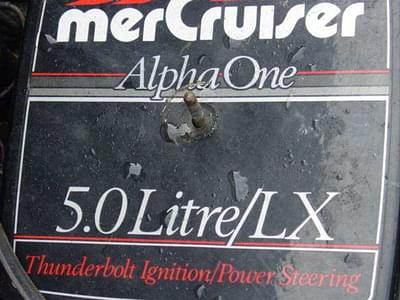 merCruiser
Alpha One
5.0 Litre/LX
Thunderbolt Ignition/Power Steering